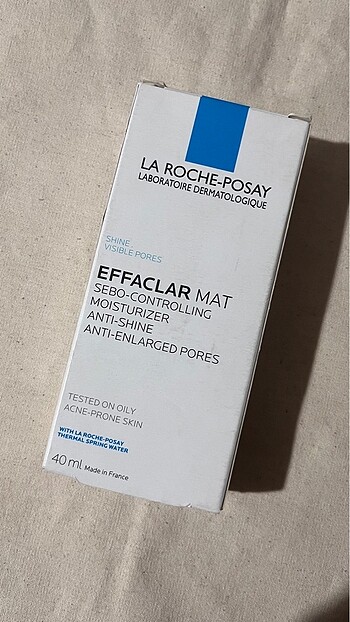 LA ROCHE-POSAY
LABORATOIRE DERMATOLOGIQUE
SHINE
VISIBLE PORES
EFFACLAR MAT
SEBO-CONTROLLING
MOISTURIZER
ANTI-SHINE
ANTI-ENLARGED PORES
TESTED ON OILY
ACNE-PRONE SKIN
WITH LA ROCHE-POSAY
THERMAL SPRING WATER
40 ml Made in France